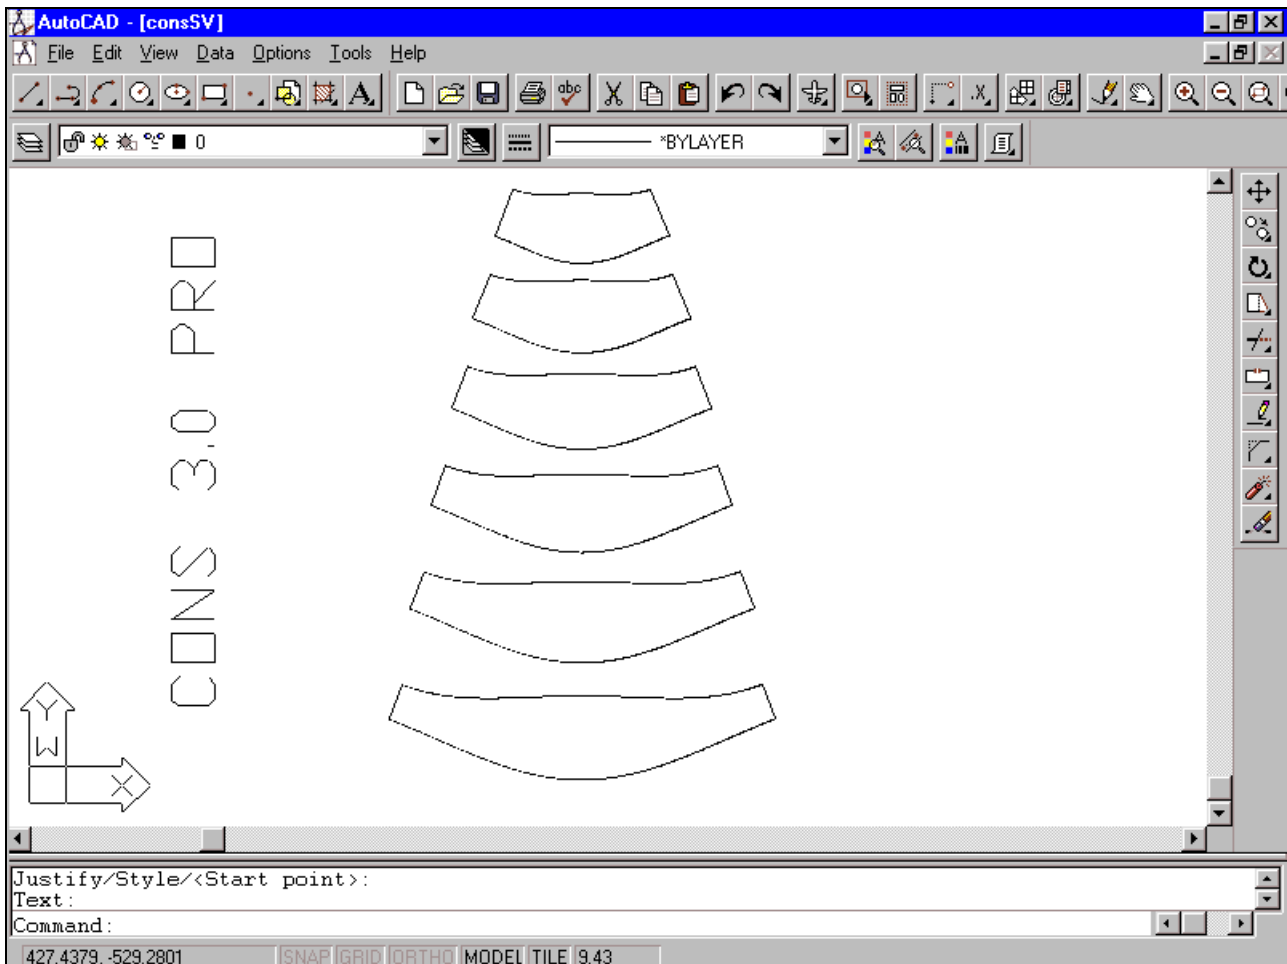 AutoCAD - [consSV]
File Edit View Data Options Tools Help
A abc .X
0 *BYLAYER
CONS 3.0 PRO
Y
W
X
Justify/Style/<Start point>:
Text:
Command:
427.4379, -529.2801 SNAP GRID ORTHO MODEL TILE 9.43